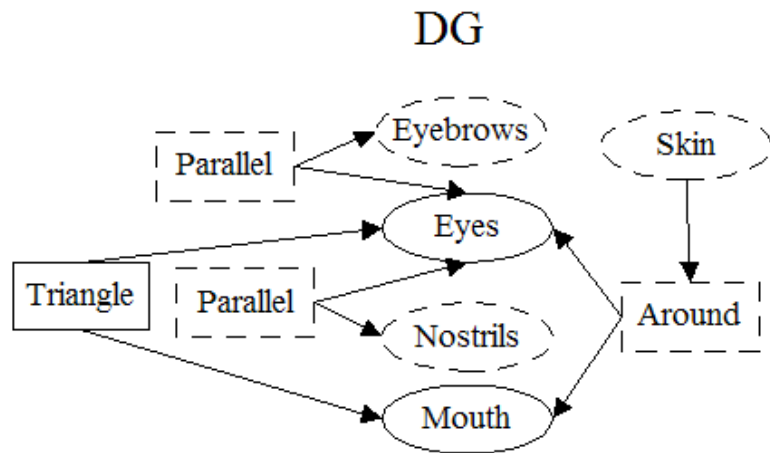 DG
Eyebrows
Parallel
Skin
Eyes
Triangle
Parallel
Around
Nostrils
Mouth